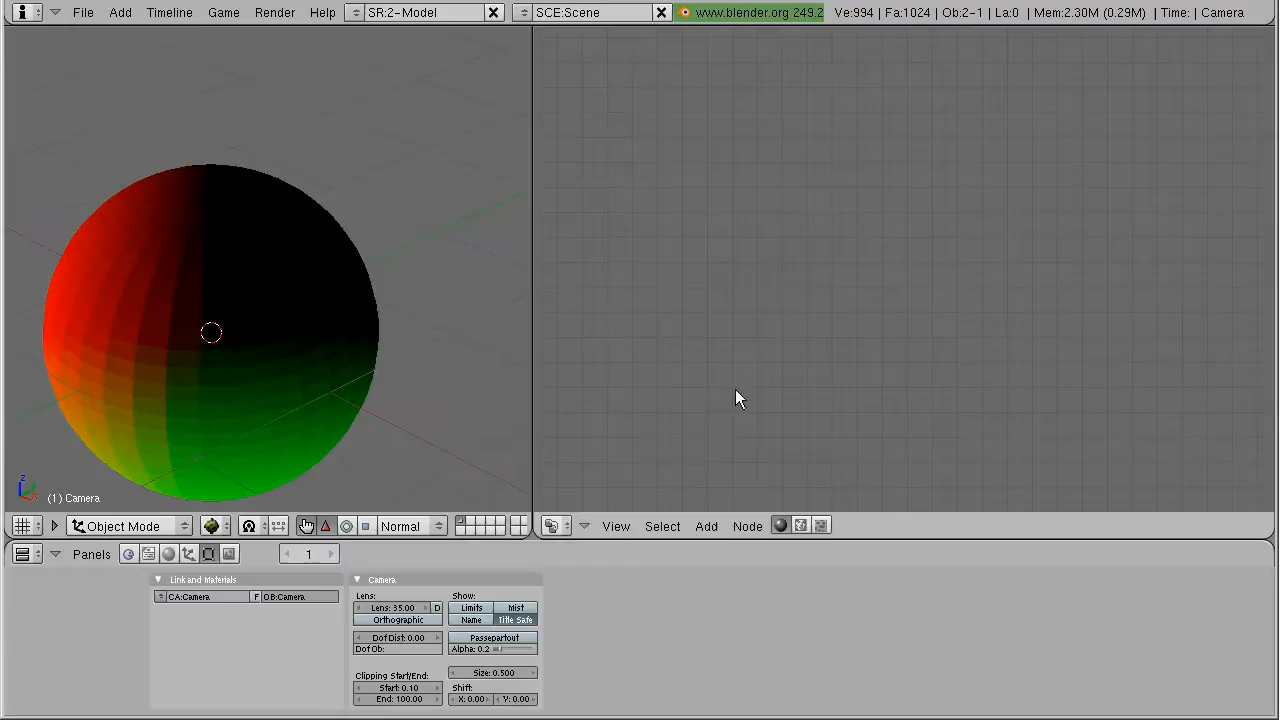 File Add Timeline Game Render Help SR:2-Model SCE:Scene www.blender.org 249.2 Ve:994 | Fa:1024 | Ob:2-1 | La:0 | Mem:2.30M (0.29M) | Time: | Camera
z
x
(1) Camera
Object Mode Normal View Select Add Node
Panels 1
Link and Materials Camera
CA:Camera F OB:Camera
Lens: Show:
Lens: 35.00 D Limits Mist
Orthographic Name Title Safe
Dof Dist: 0.00 Passepartout
Dof Ob: Alpha: 0.2
Clipping Start/End: Size: 0.500
Start: 0.10 Shift:
End: 100.00 X: 0.00 Y: 0.00